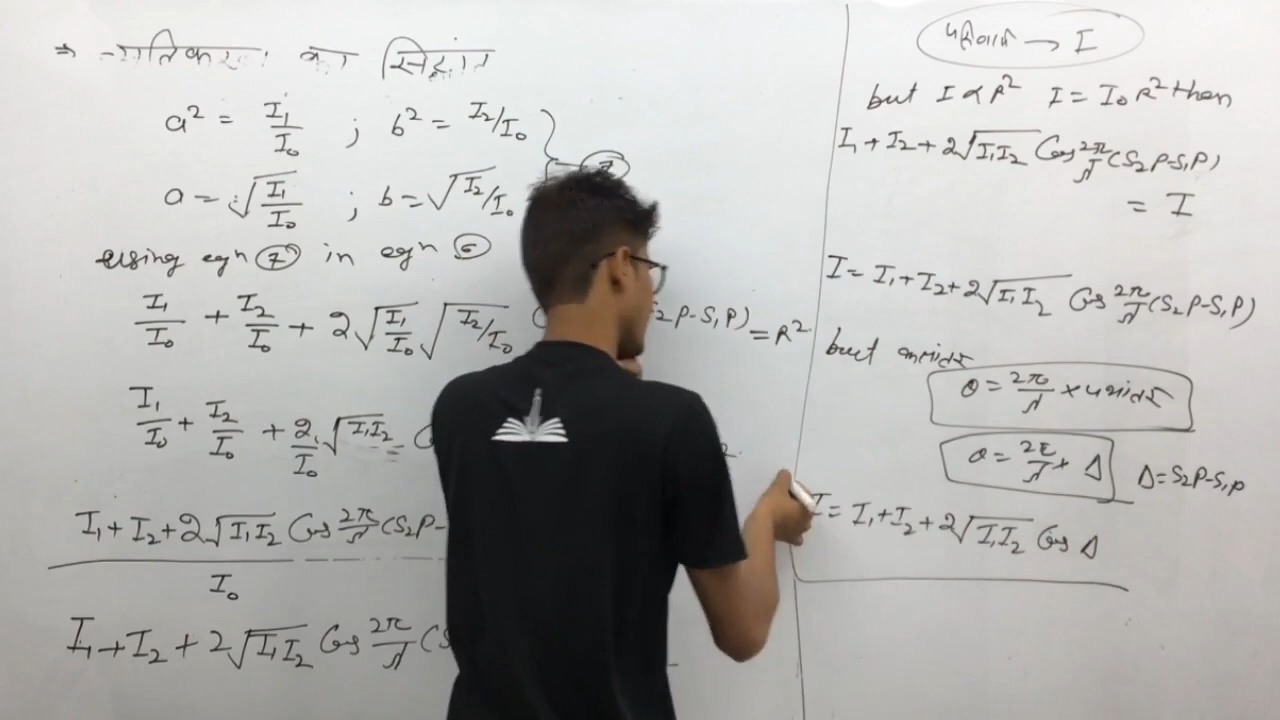 ⇒ व्यतिकरण का सिद्धांत
a² = I₁/I₀ ; b² = I₂/I₀
7
a = √(I₁/I₀) ; b = √(I₂/I₀)
using eqn 7 in eqn 6
I₁/I₀ + I₂/I₀ + 2√(I₁/I₀) √(I₂/I₀) ₂P-S₁P) = R²
I₁/I₀ + I₂/I₀ + 2/I₀ √(I₁I₂)
I₁ + I₂ + 2√(I₁I₂) Cos 2π/λ (S₂P-
I₀
I₁ + I₂ + 2√(I₁I₂) Cos 2π/λ (S
→ I
but I ∝ R² I = I₀R² then
I₁ + I₂ + 2√(I₁I₂) Cos 2π/λ (S₂P-S₁P)
= I
I = I₁ + I₂ + 2√(I₁I₂) Cos 2π/λ (S₂P-S₁P)
but
θ = 2π/λ × पथांतर
θ = 2π/λ × Δ Δ = S₂P-S₁P
I = I₁ + I₂ + 2√(I₁I₂) Cos Δ